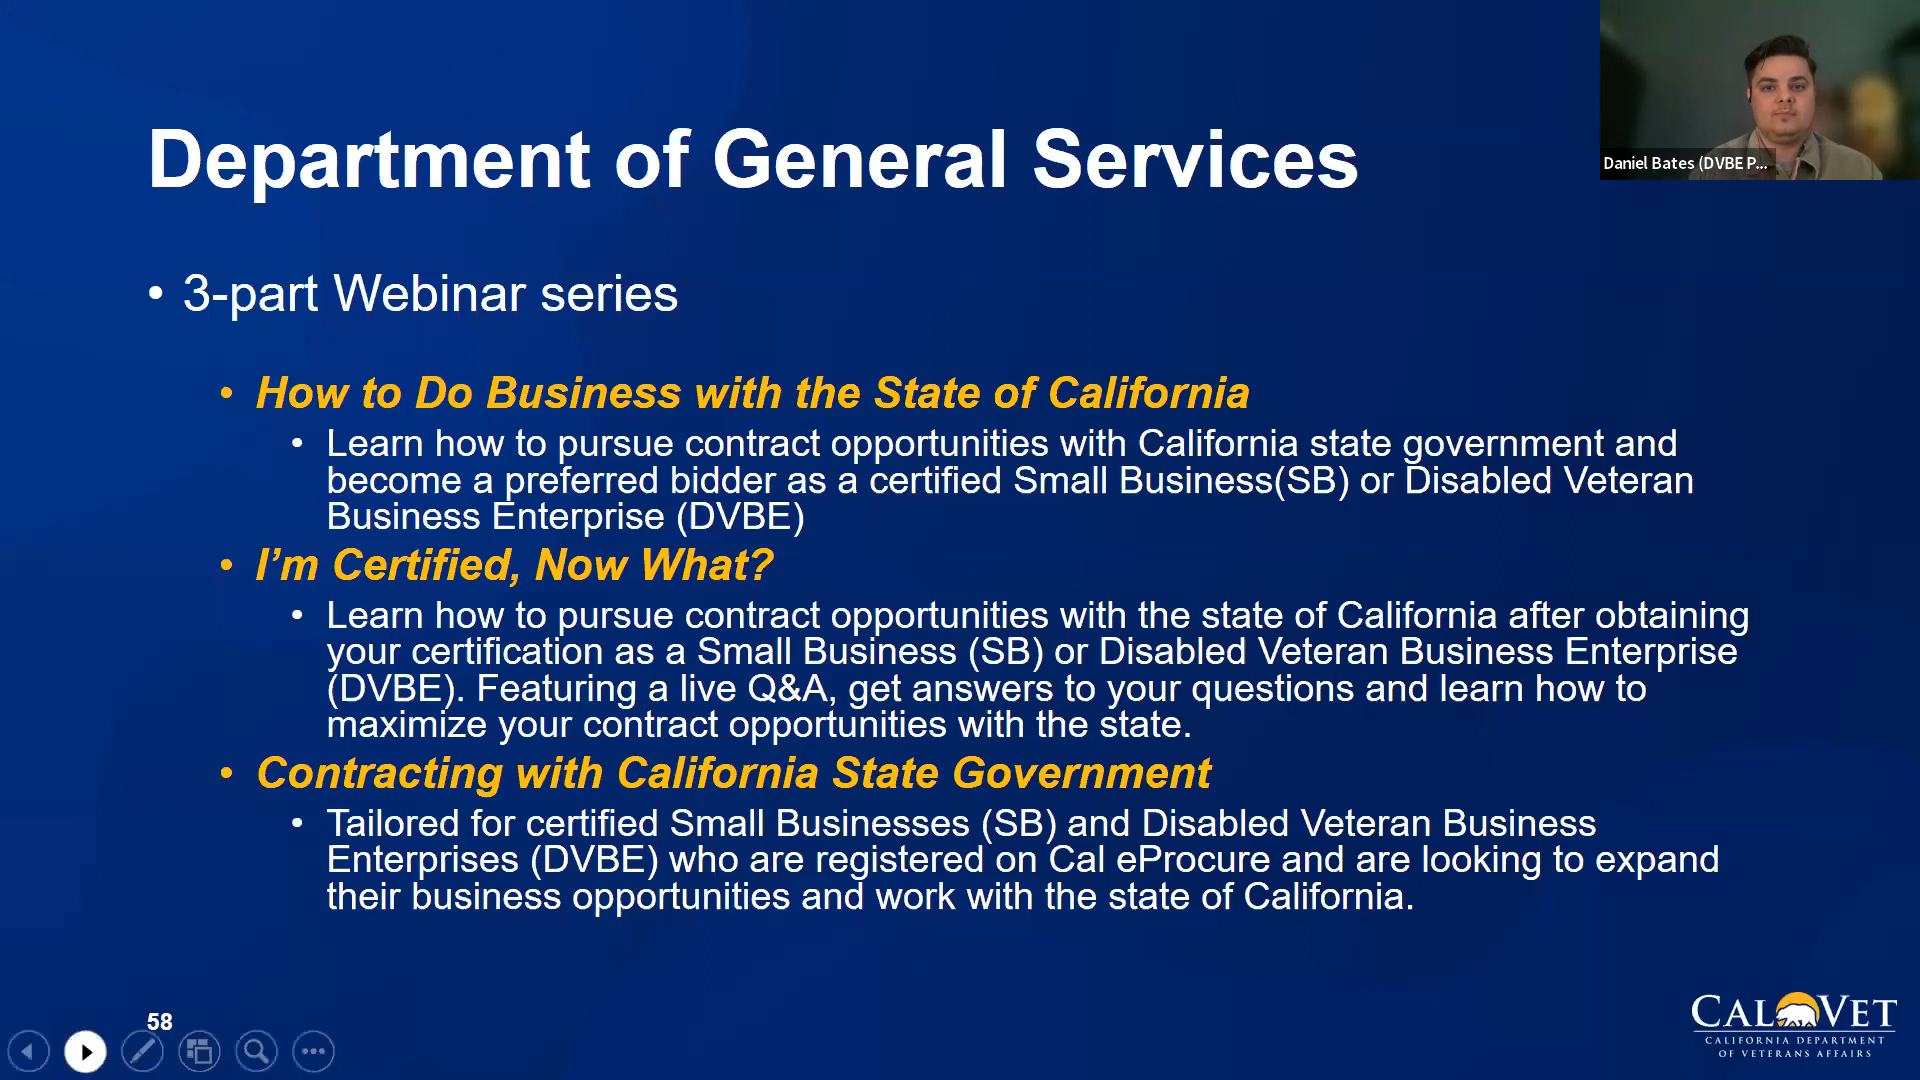 Department of General Services
Daniel Bates (DVBE P...
• 3-part Webinar series
• How to Do Business with the State of California
• Learn how to pursue contract opportunities with California state government and
become a preferred bidder as a certified Small Business(SB) or Disabled Veteran
Business Enterprise (DVBE)
• I’m Certified, Now What?
• Learn how to pursue contract opportunities with the state of California after obtaining
your certification as a Small Business (SB) or Disabled Veteran Business Enterprise
(DVBE). Featuring a live Q&A, get answers to your questions and learn how to
maximize your contract opportunities with the state.
• Contracting with California State Government
• Tailored for certified Small Businesses (SB) and Disabled Veteran Business
Enterprises (DVBE) who are registered on Cal eProcure and are looking to expand
their business opportunities and work with the state of California.
58
CALVET
CALIFORNIA DEPARTMENT
OF VETERANS AFFAIRS